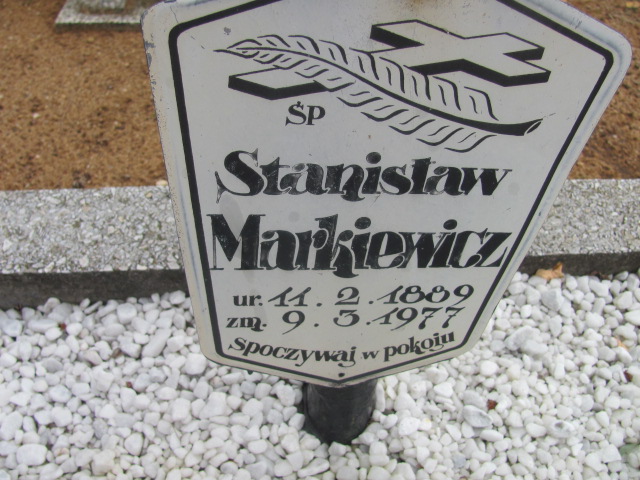 ŚP
Stanisław
Markiewicz
ur. 11. 2. 1889
zm. 9. 3. 1977
spoczywaj w pokoju